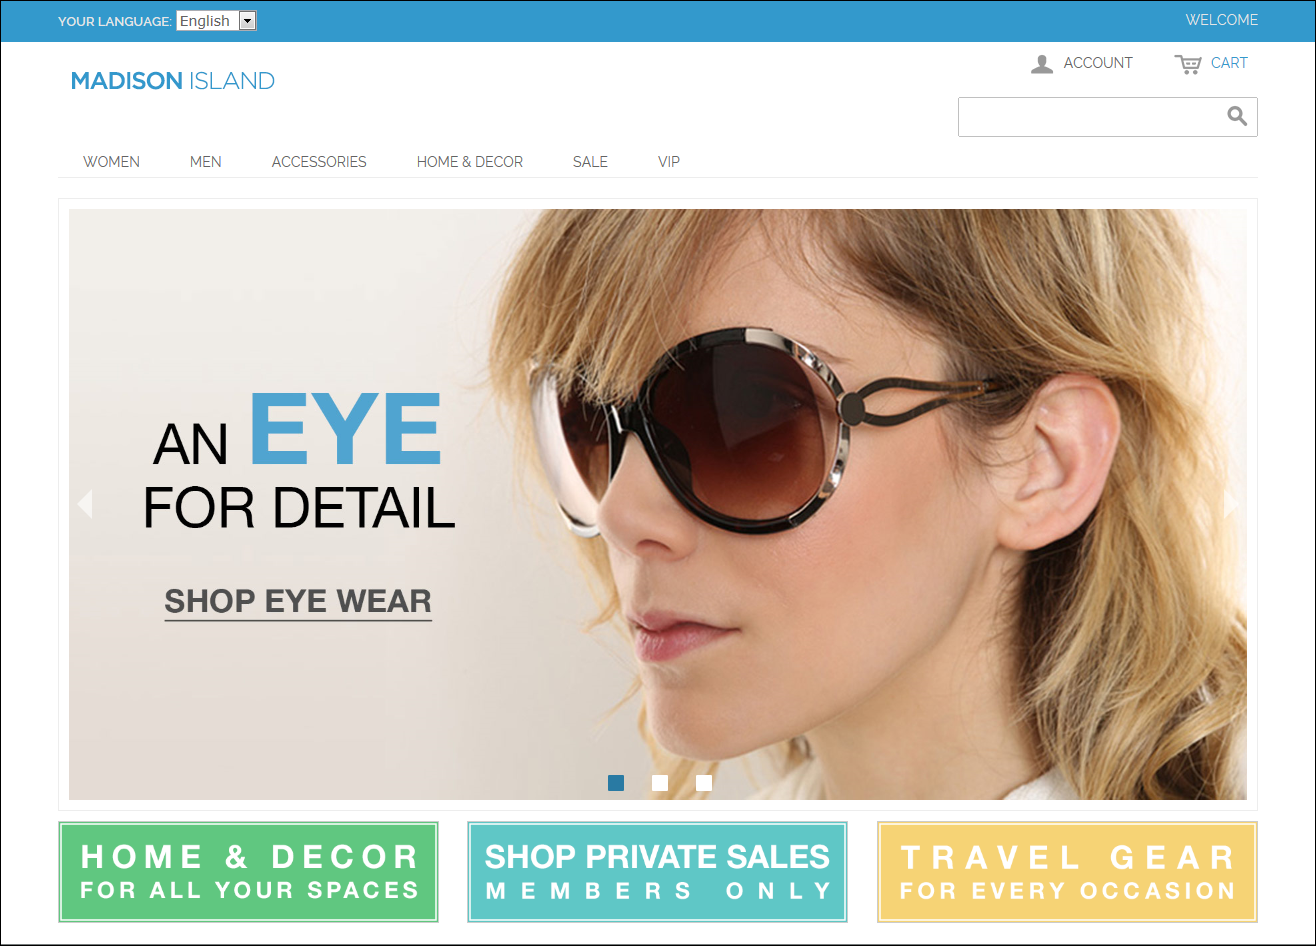 YOUR LANGUAGE: English
WELCOME
ACCOUNT
CART
MADISON ISLAND
WOMEN MEN ACCESSORIES HOME & DECOR SALE VIP
AN EYE
FOR DETAIL
SHOP EYE WEAR
HOME & DECOR
FOR ALL YOUR SPACES
SHOP PRIVATE SALES
MEMBERS ONLY
TRAVEL GEAR
FOR EVERY OCCASION